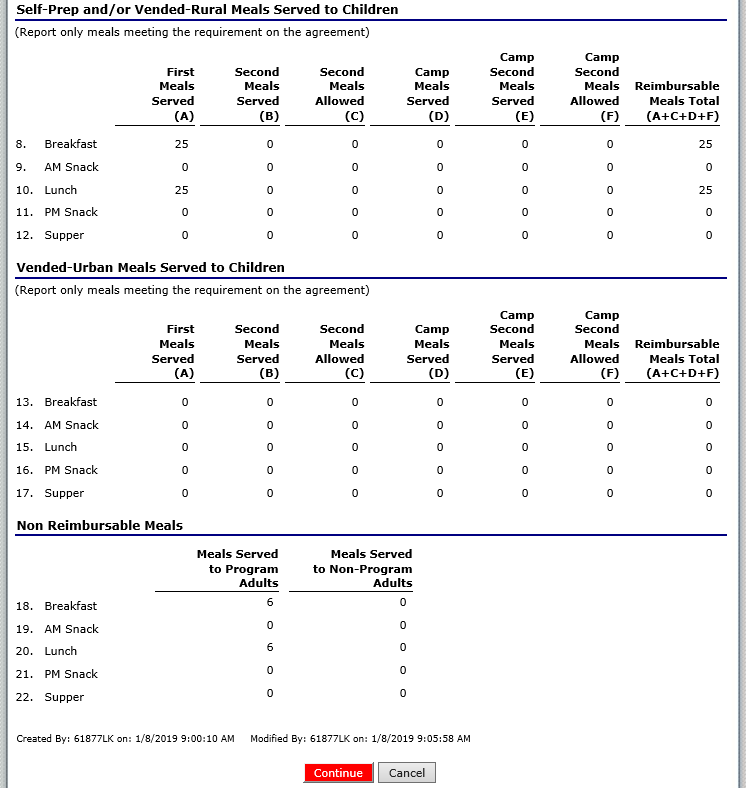 Self-Prep and/or Vended-Rural Meals Served to Children
(Report only meals meeting the requirement on the agreement)
Camp Camp
First Second Second Camp Second Second
Meals Meals Meals Meals Meals Meals Reimbursable
Served Served Allowed Served Served Allowed Meals Total
(A) (B) (C) (D) (E) (F) (A+C+D+F)
8. Breakfast 25 0 0 0 0 0 25
9. AM Snack 0 0 0 0 0 0 0
10. Lunch 25 0 0 0 0 0 25
11. PM Snack 0 0 0 0 0 0 0
12. Supper 0 0 0 0 0 0 0
Vended-Urban Meals Served to Children
(Report only meals meeting the requirement on the agreement)
Camp Camp
First Second Second Camp Second Second
Meals Meals Meals Meals Meals Meals Reimbursable
Served Served Allowed Served Served Allowed Meals Total
(A) (B) (C) (D) (E) (F) (A+C+D+F)
13. Breakfast 0 0 0 0 0 0 0
14. AM Snack 0 0 0 0 0 0 0
15. Lunch 0 0 0 0 0 0 0
16. PM Snack 0 0 0 0 0 0 0
17. Supper 0 0 0 0 0 0 0
Non Reimbursable Meals
Meals Served Meals Served
to Program to Non-Program
Adults Adults
18. Breakfast 6 0
19. AM Snack 0 0
20. Lunch 6 0
21. PM Snack 0 0
22. Supper 0 0
Created By: 61877LK on: 1/8/2019 9:00:10 AM Modified By: 61877LK on: 1/8/2019 9:05:58 AM
Continue Cancel